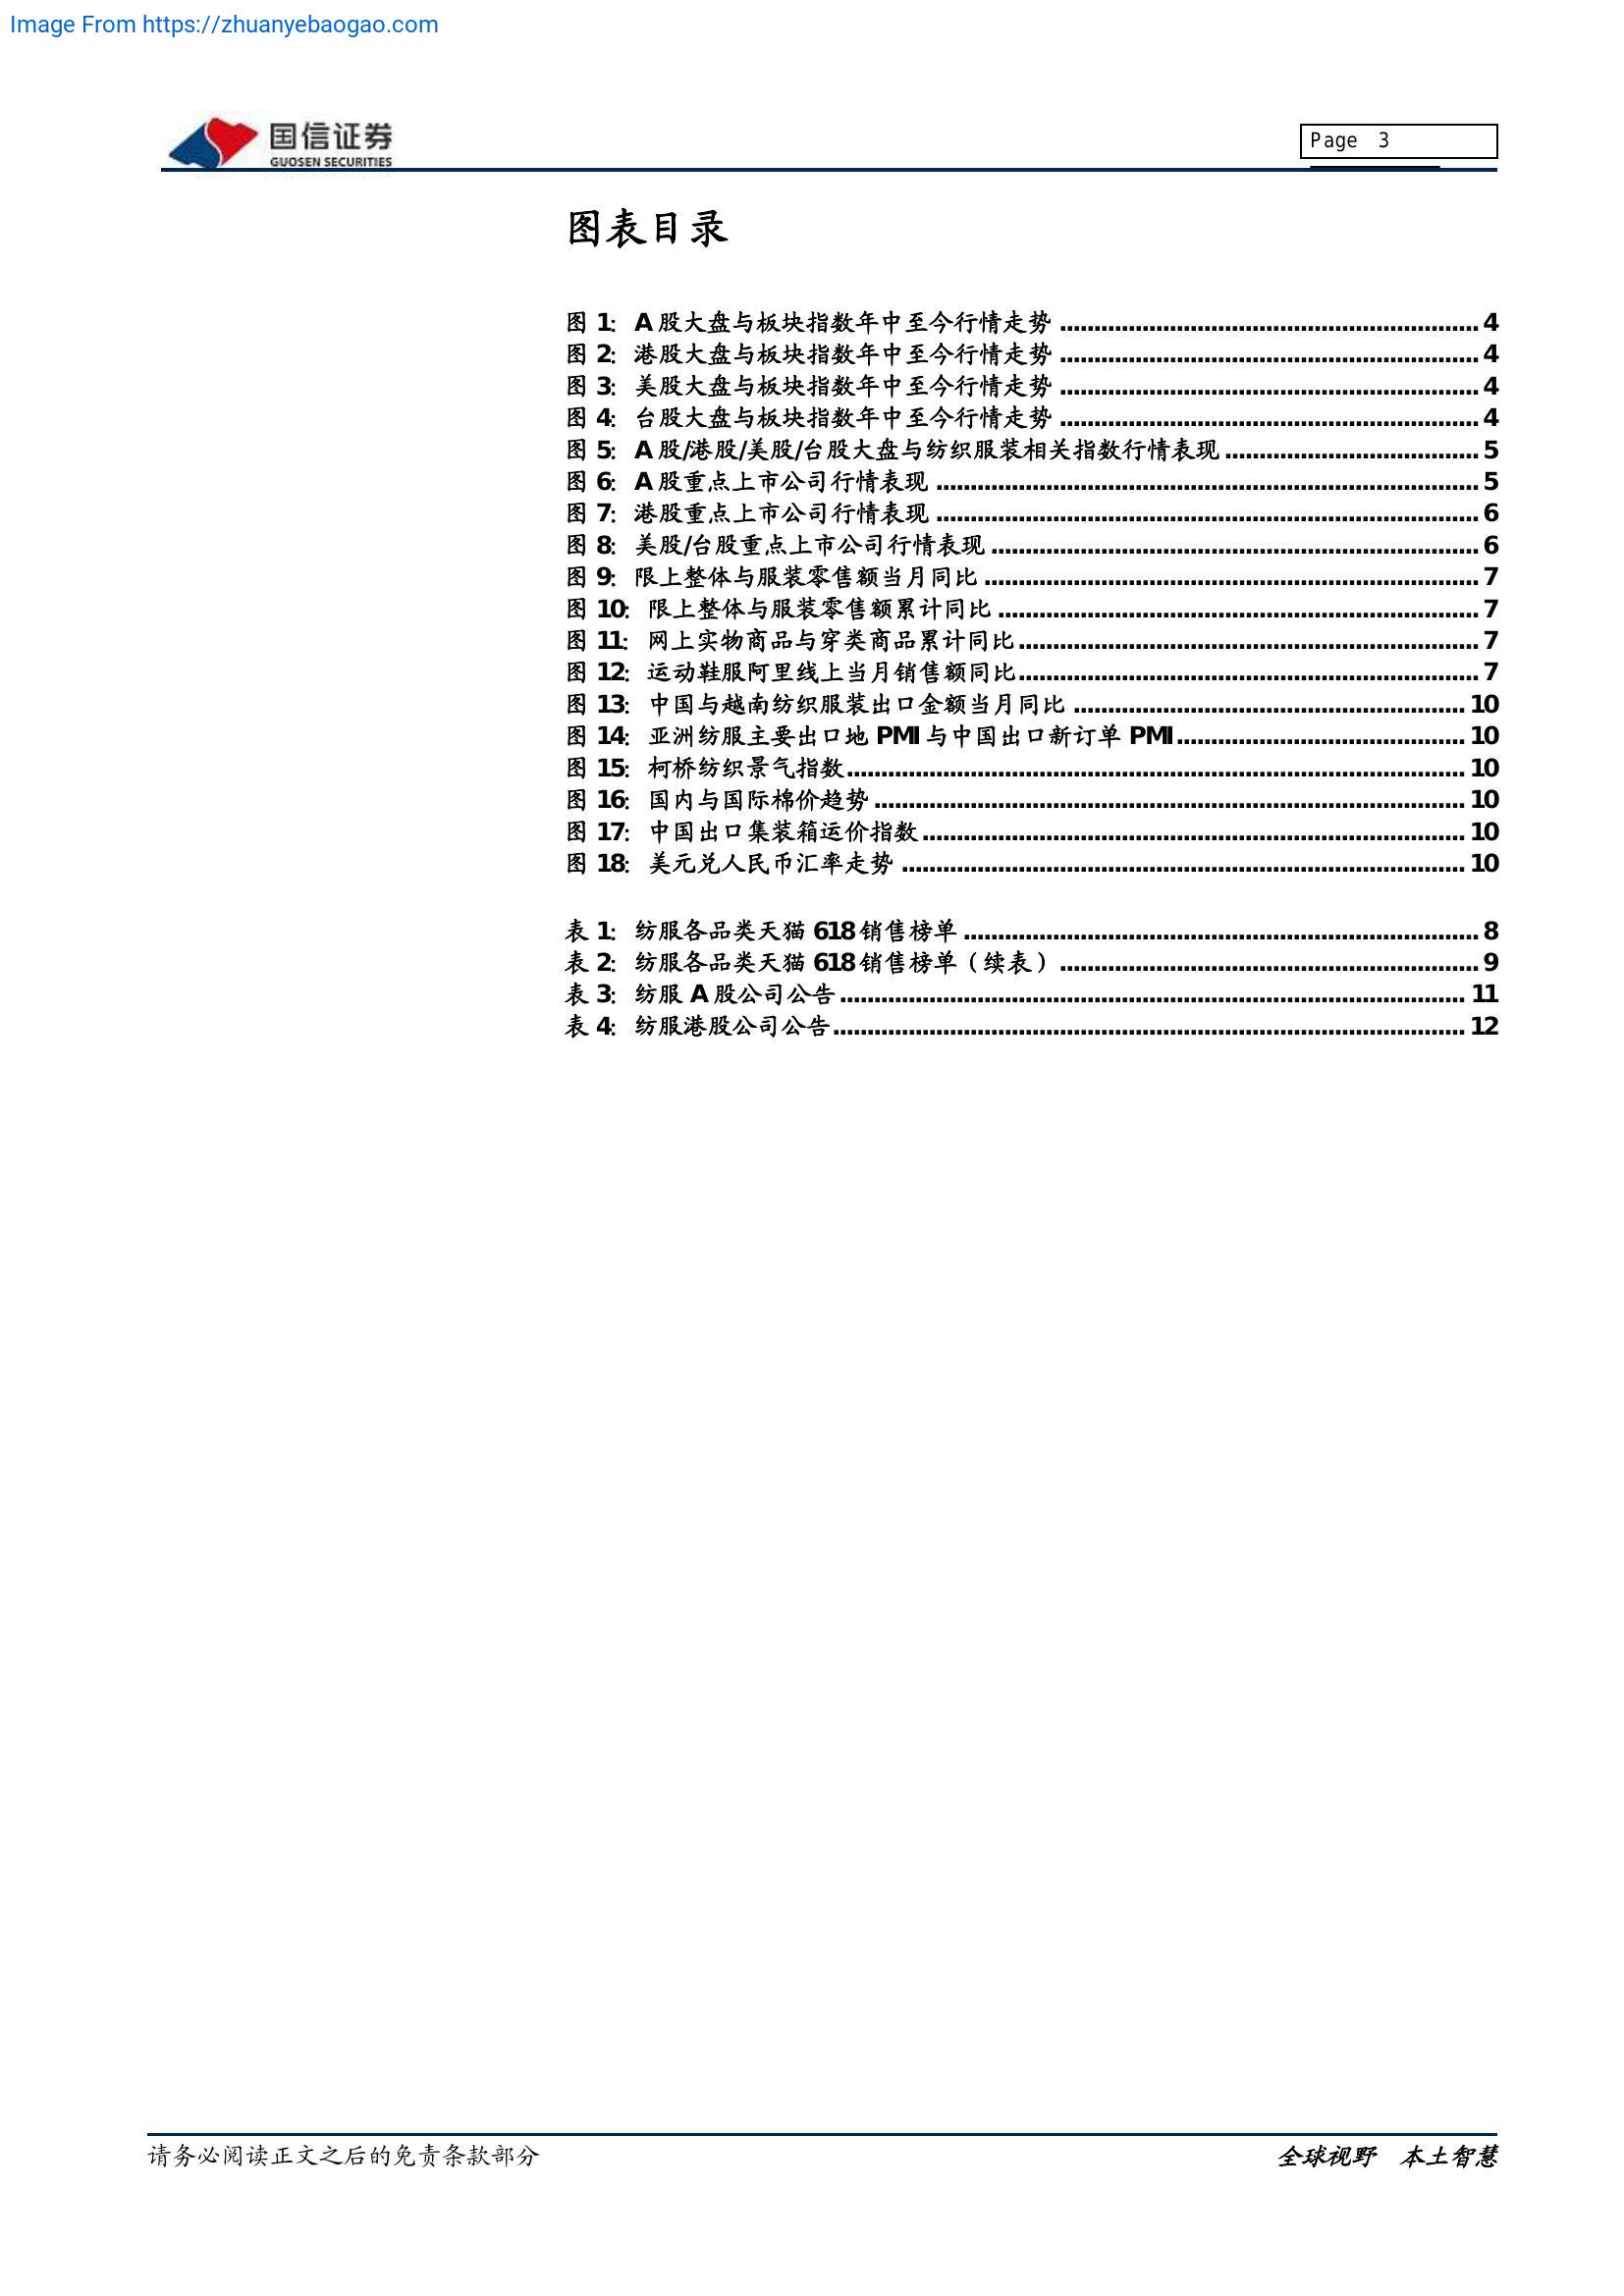 Image From https://zhuanyebaogao.com
国信证券
GUOSEN SECURITIES
Page 3
图表目录
图 1: A 股大盘与板块指数年中至今行情走势 ........ 4
图 2: 港股大盘与板块指数年中至今行情走势 ........ 4
图 3: 美股大盘与板块指数年中至今行情走势 ........ 4
图 4: 台股大盘与板块指数年中至今行情走势 ........ 4
图 5: A 股/港股/美股/台股大盘与纺织服装相关指数行情表现 ........ 5
图 6: A 股重点上市公司行情表现 ........ 5
图 7: 港股重点上市公司行情表现 ........ 6
图 8: 美股/台股重点上市公司行情表现 ........ 6
图 9: 限上整体与服装零售额当月同比 ........ 7
图 10: 限上整体与服装零售额累计同比 ........ 7
图 11: 网上实物商品与穿类商品累计同比 ........ 7
图 12: 运动鞋服阿里线上当月销售额同比 ........ 7
图 13: 中国与越南纺织服装出口金额当月同比 ........ 10
图 14: 亚洲纺服主要出口地 PMI 与中国出口新订单 PMI ........ 10
图 15: 柯桥纺织景气指数 ........ 10
图 16: 国内与国际棉价趋势 ........ 10
图 17: 中国出口集装箱运价指数 ........ 10
图 18: 美元兑人民币汇率走势 ........ 10
表 1: 纺服各品类天猫 618 销售榜单 ........ 8
表 2: 纺服各品类天猫 618 销售榜单（续表） ........ 9
表 3: 纺服 A 股公司公告 ........ 11
表 4: 纺服港股公司公告 ........ 12
请务必阅读正文之后的免责条款部分
全球视野 本土智慧